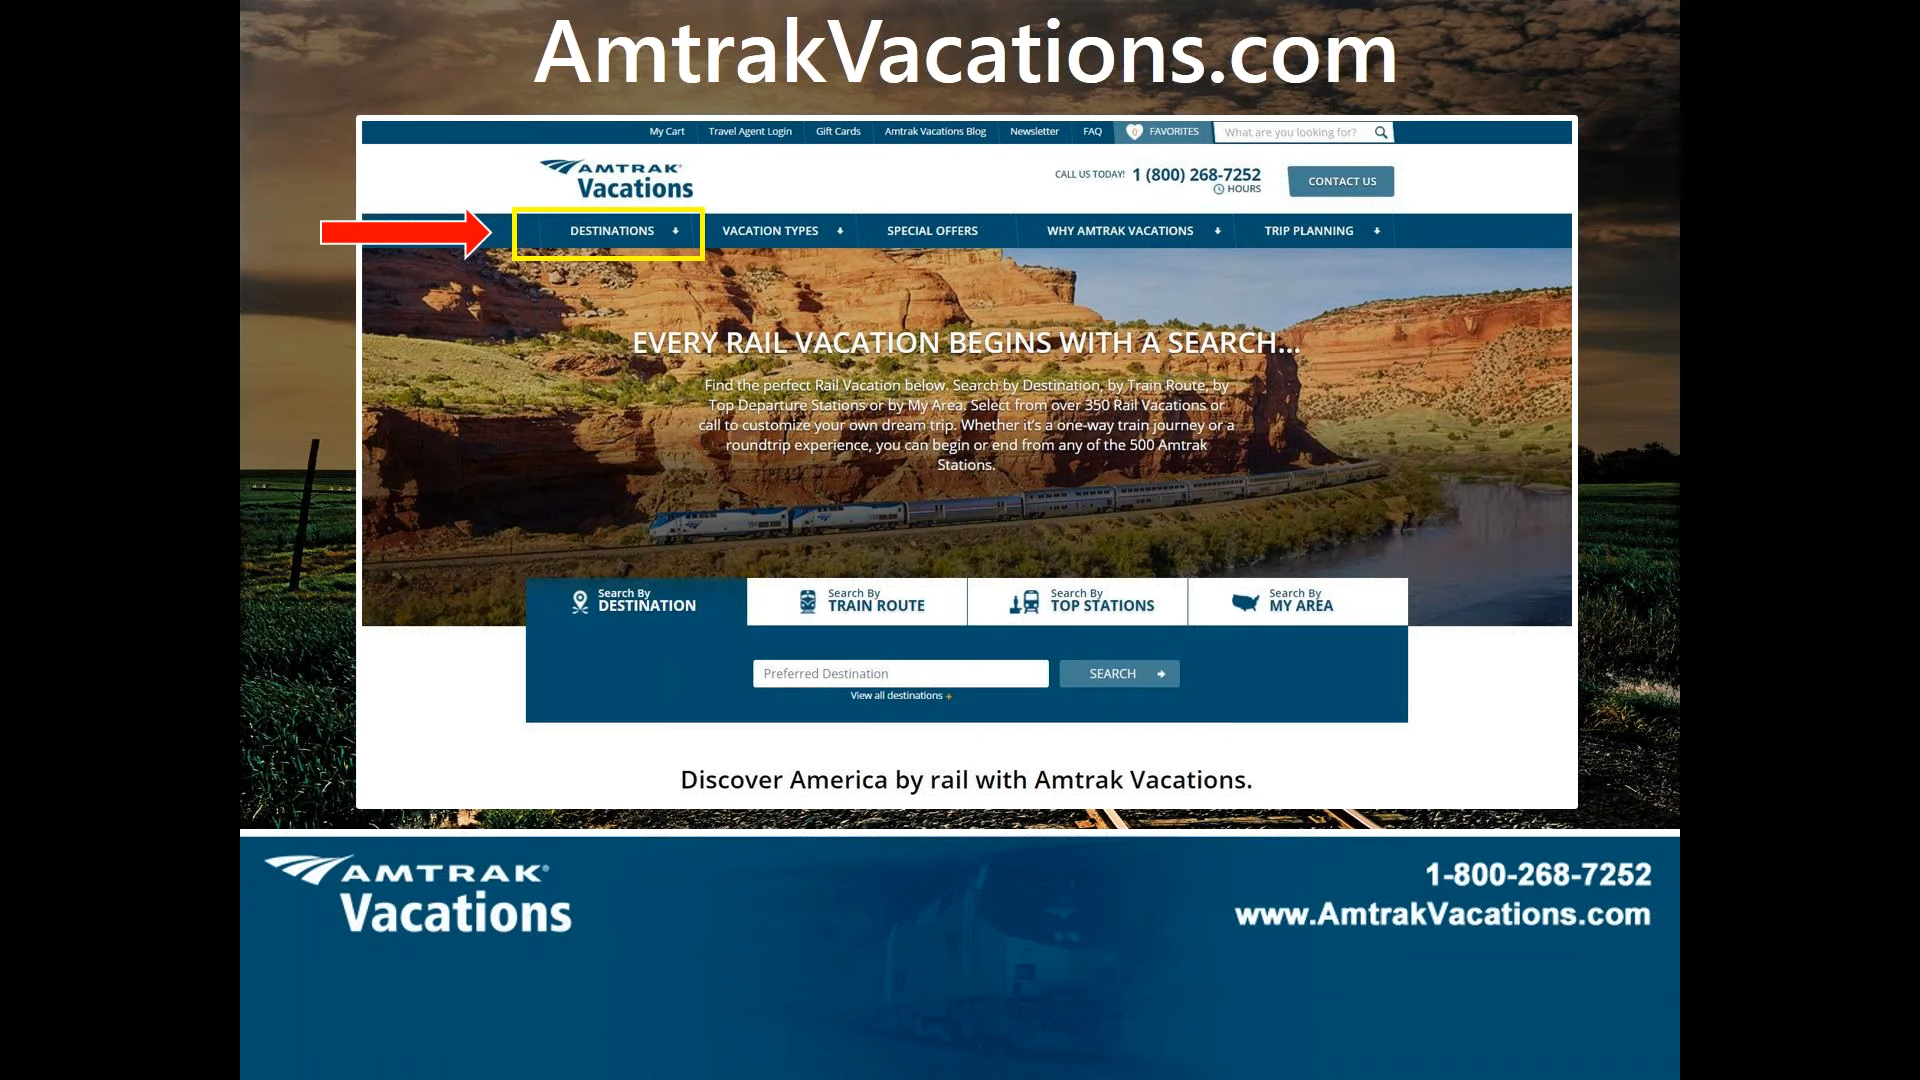 AmtrakVacations.com
My Cart Travel Agent Login Gift Cards Amtrak Vacations Blog Newsletter FAQ 0 FAVORITES What are you looking for?
AMTRAK®
Vacations
CALL US TODAY! 1 (800) 268-7252
HOURS
CONTACT US
DESTINATIONS VACATION TYPES SPECIAL OFFERS WHY AMTRAK VACATIONS TRIP PLANNING
EVERY RAIL VACATION BEGINS WITH A SEARCH...
Find the perfect Rail Vacation below. Search by Destination, by Train Route, by
Top Departure Stations or by My Area. Select from over 350 Rail Vacations or
call to customize your own dream trip. Whether it's a one-way train journey or a
roundtrip experience, you can begin or end from any of the 500 Amtrak
Stations.
Search By
DESTINATION
Search By
TRAIN ROUTE
Search By
TOP STATIONS
Search By
MY AREA
Preferred Destination
SEARCH
View all destinations +
Discover America by rail with Amtrak Vacations.
AMTRAK®
Vacations
1-800-268-7252
www.AmtrakVacations.com